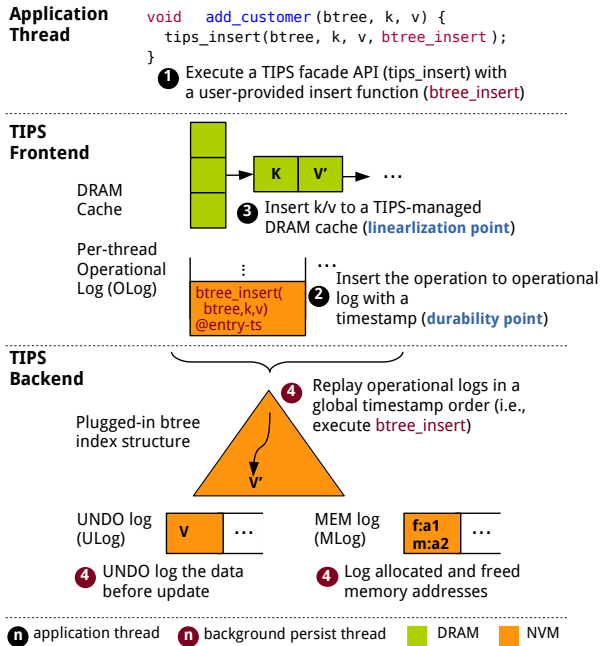 Application
Thread
void add_customer(btree, k, v) {
tips_insert(btree, k, v, btree_insert);
}
1 Execute a TIPS facade API (tips_insert) with
a user-provided insert function (btree_insert)
TIPS
Frontend
K V' ...
DRAM
Cache
3 Insert k/v to a TIPS-managed
DRAM cache (linearlization point)
Per-thread
Operational
Log (OLog)
⋮ ...
btree_insert(
btree,k,v)
@entry-ts
2 Insert the operation to operational
log with a
timestamp (durability point)
TIPS
Backend
4 Replay operational logs in a
global timestamp order (i.e.,
execute btree_insert)
Plugged-in btree
index structure
V'
UNDO log
(ULog)
V ...
MEM log
(MLog)
f:a1
m:a2
...
4 UNDO log the data
before update
4 Log allocated and freed
memory addresses
n application thread n background persist thread DRAM NVM